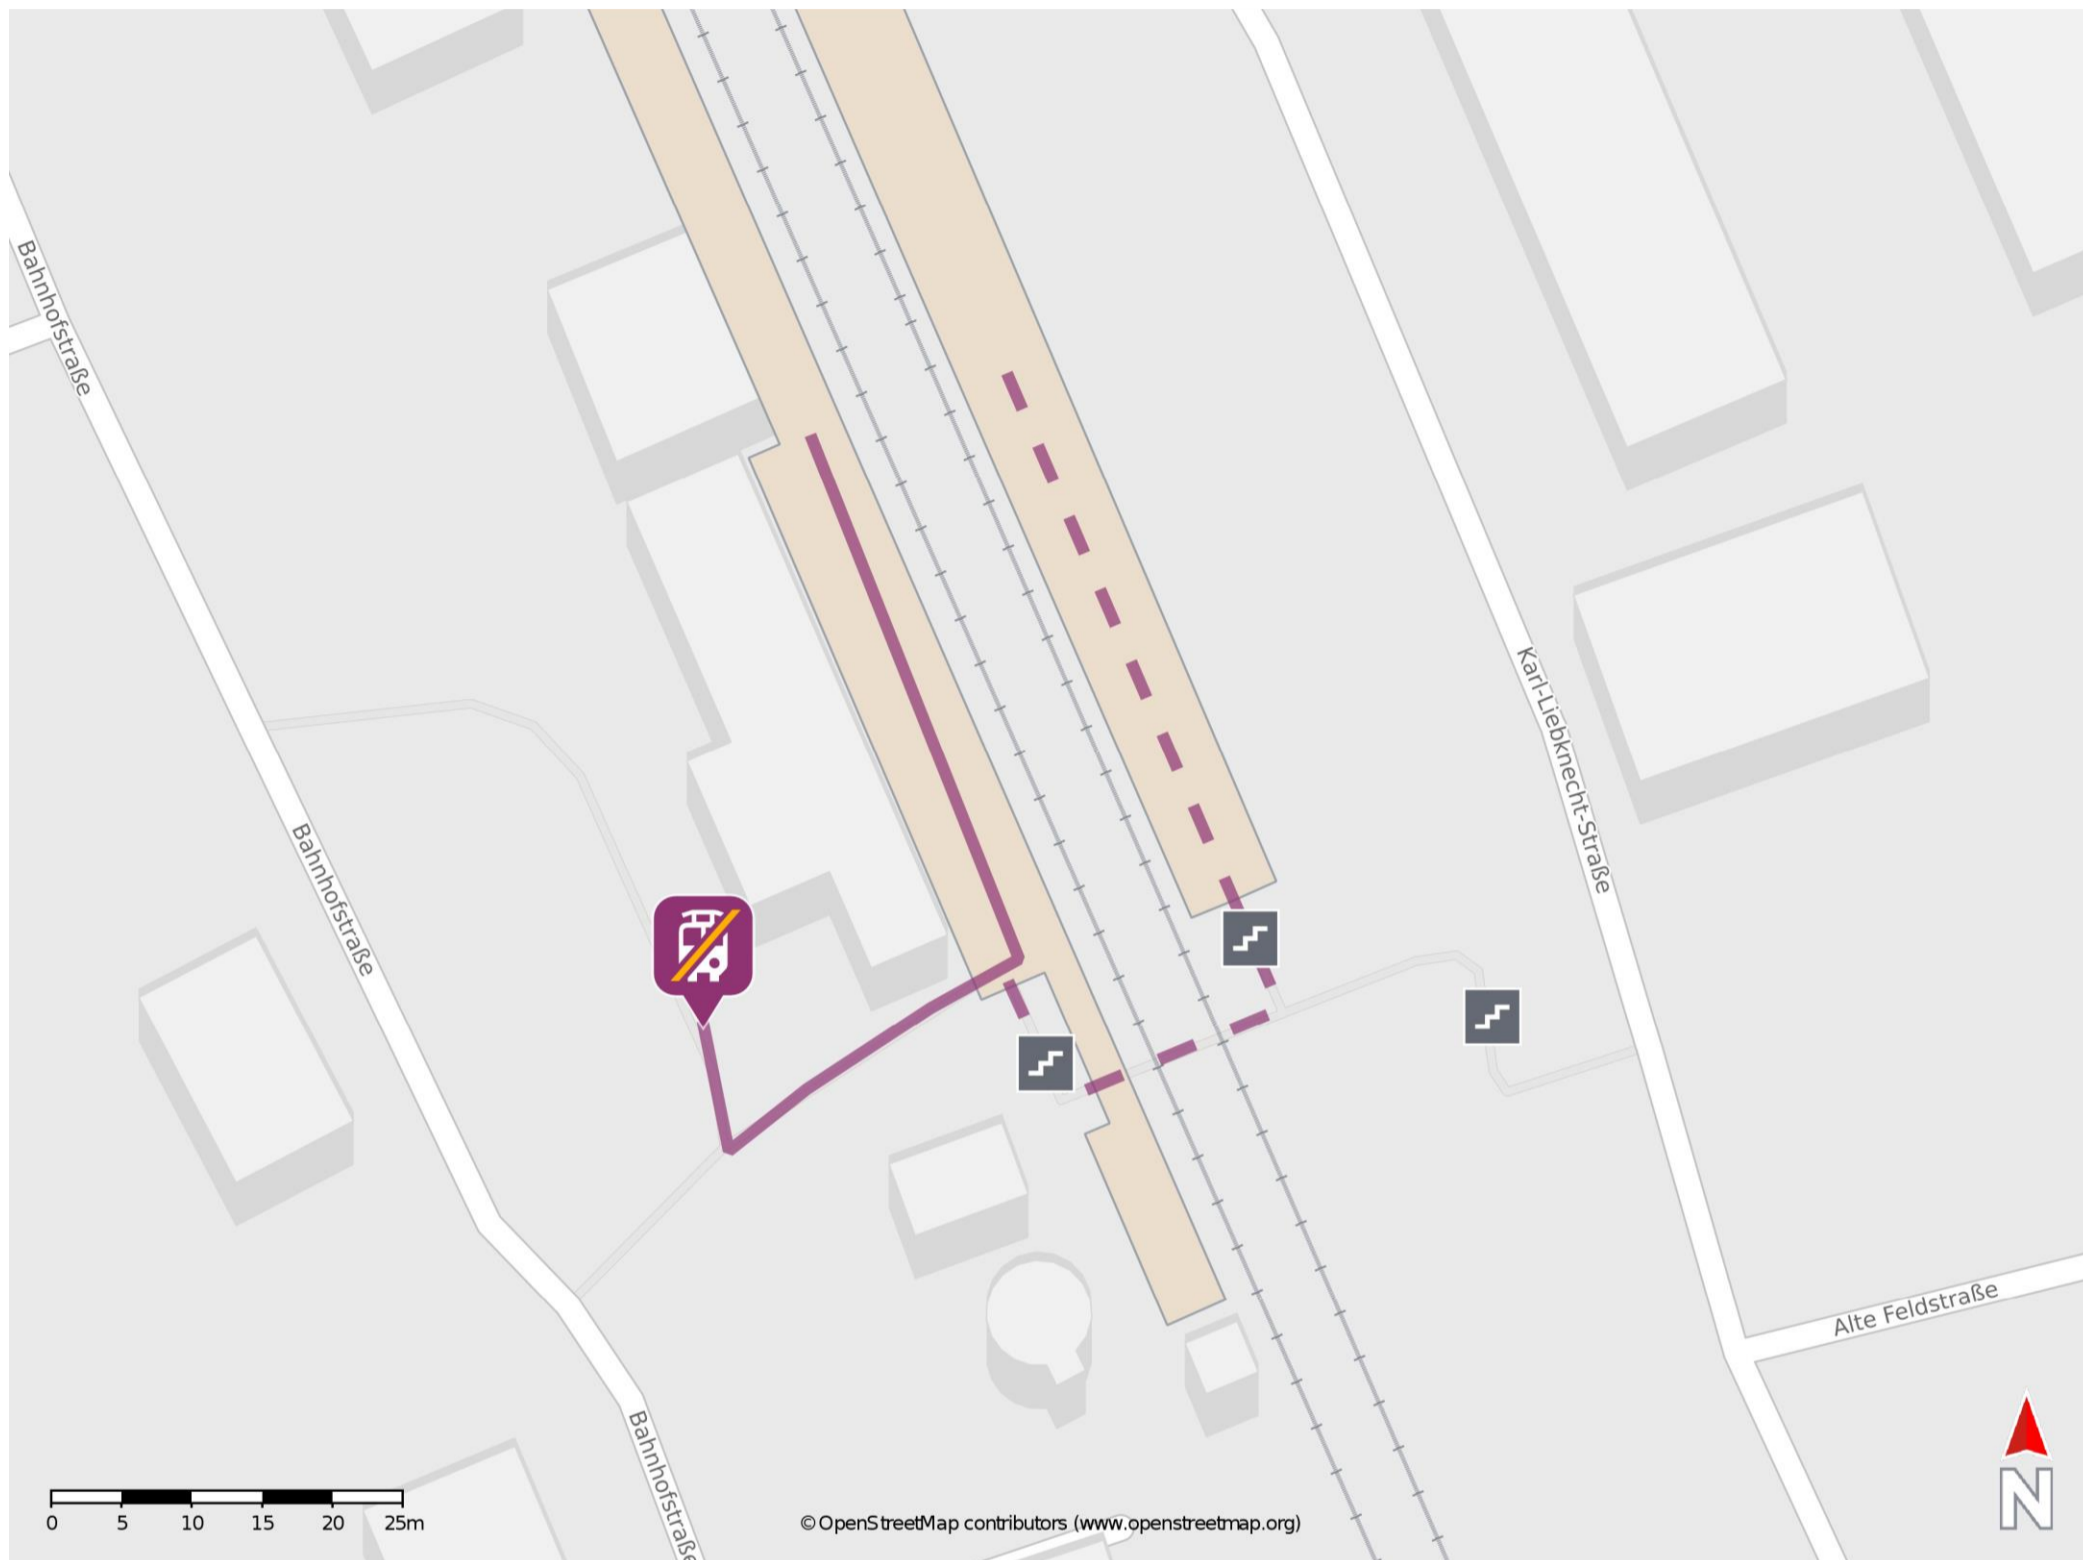 Bahnhofstraße
Bahnhofstraße
Karl-Liebknecht-Straße
Alte Feldstraße
Bahnhofstraße
0 5 10 15 20 25m
©OpenStreetMap contributors (www.openstreetmap.org)
N